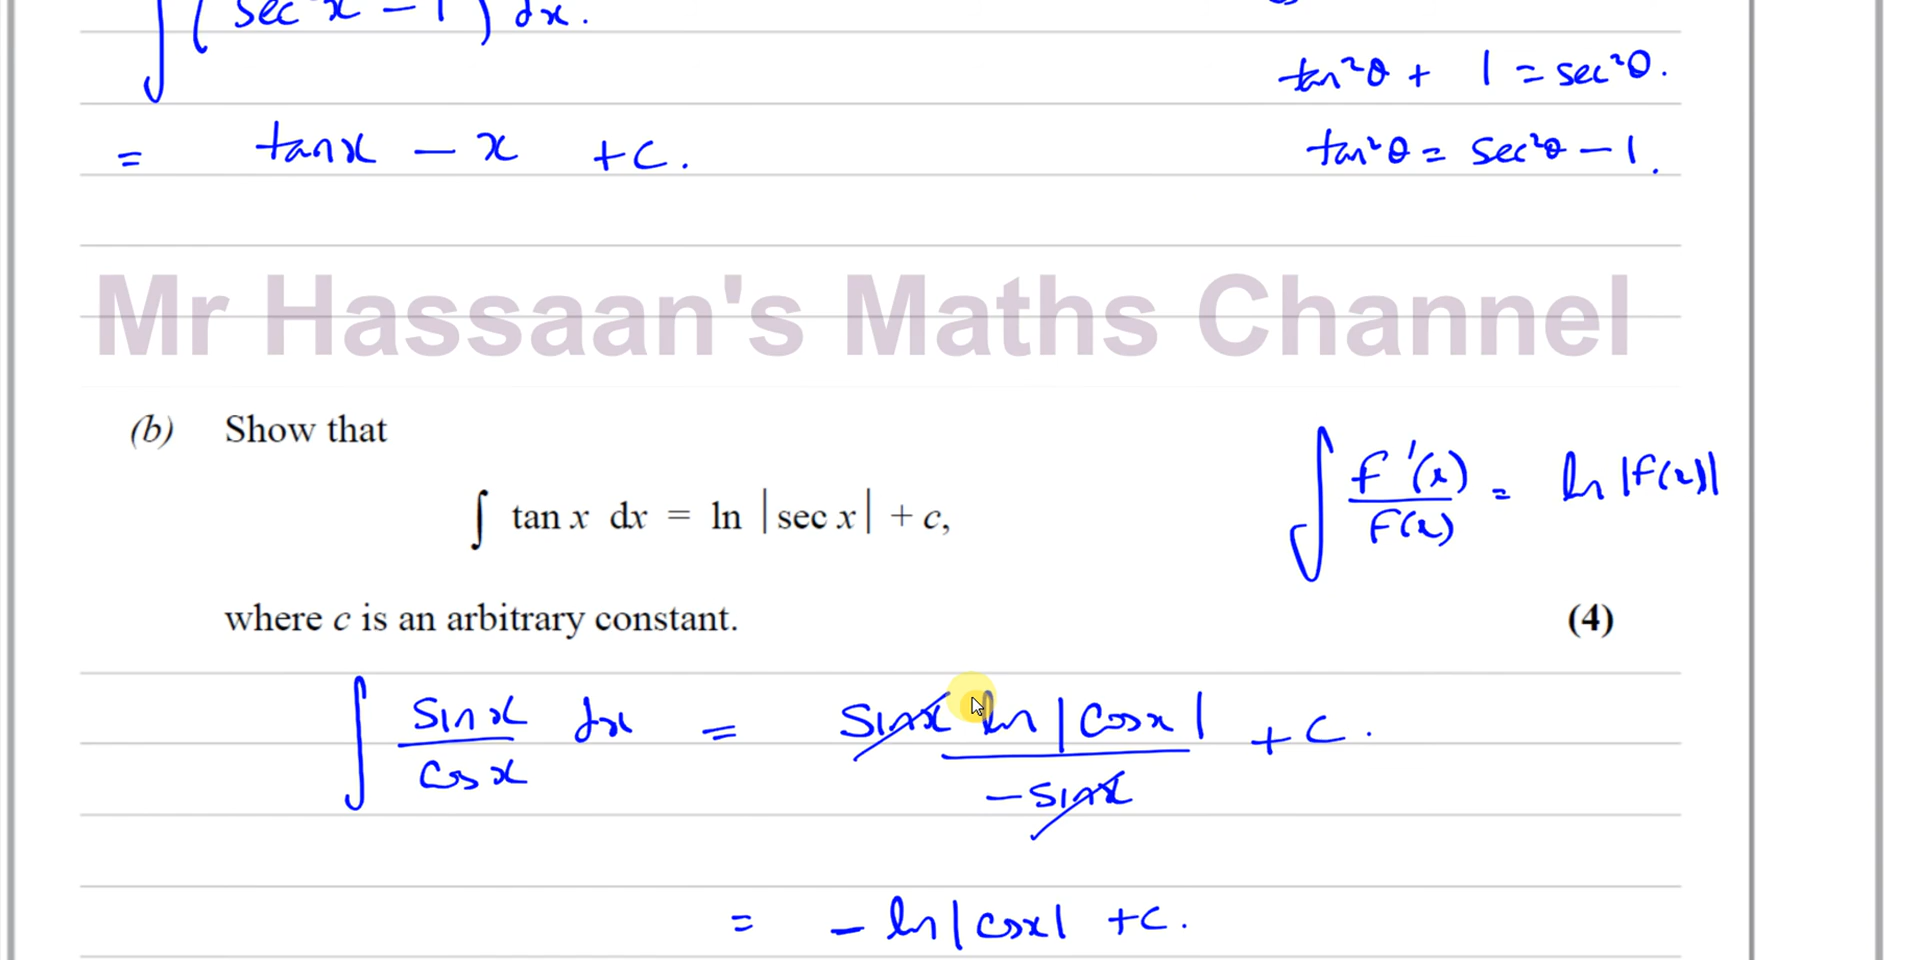 ∫ (sec²x − 1) dx.
tan²θ + 1 = sec²θ.
= tanx − x + c.
tan²θ = sec²θ − 1.
Mr Hassaan's Maths Channel
(b) Show that
∫ tan x dx = ln |sec x| + c,
∫ f'(x)/f(x) = ln |f(x)|
where c is an arbitrary constant.
(4)
∫ sinx/cosx dx = sinx ln |cosx| / −sinx + c.
= − ln |cosx| + c.